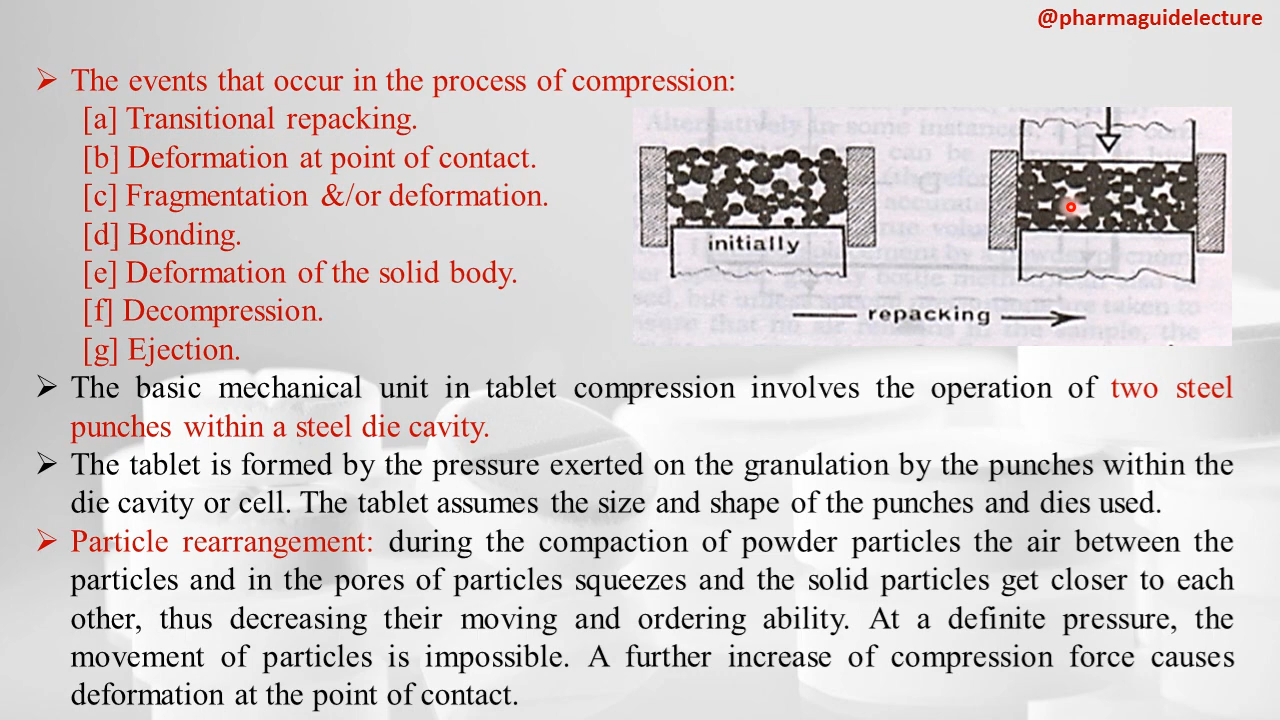 @pharmaguidelecture
➢ The events that occur in the process of compression:
[a] Transitional repacking.
[b] Deformation at point of contact.
[c] Fragmentation &/or deformation.
[d] Bonding.
[e] Deformation of the solid body.
[f] Decompression.
[g] Ejection.
initially
repacking
➢ The basic mechanical unit in tablet compression involves the operation of two steel
punches within a steel die cavity.
➢ The tablet is formed by the pressure exerted on the granulation by the punches within the
die cavity or cell. The tablet assumes the size and shape of the punches and dies used.
➢ Particle rearrangement: during the compaction of powder particles the air between the
particles and in the pores of particles squeezes and the solid particles get closer to each
other, thus decreasing their moving and ordering ability. At a definite pressure, the
movement of particles is impossible. A further increase of compression force causes
deformation at the point of contact.